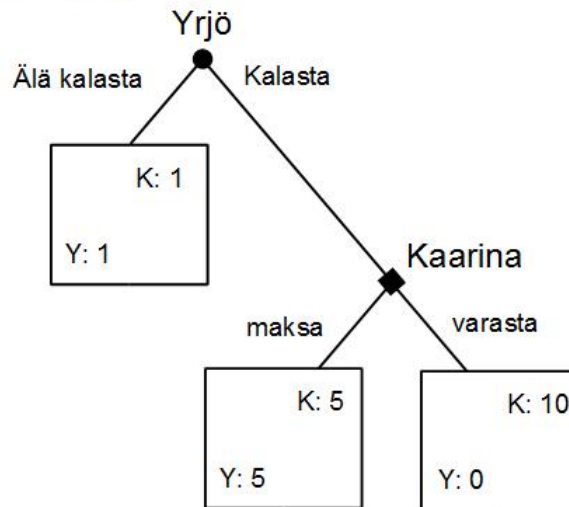 Yrjö
Älä kalasta
Kalasta
K: 1
Y: 1
Kaarina
maksa
varasta
K: 5
Y: 5
K: 10
Y: 0